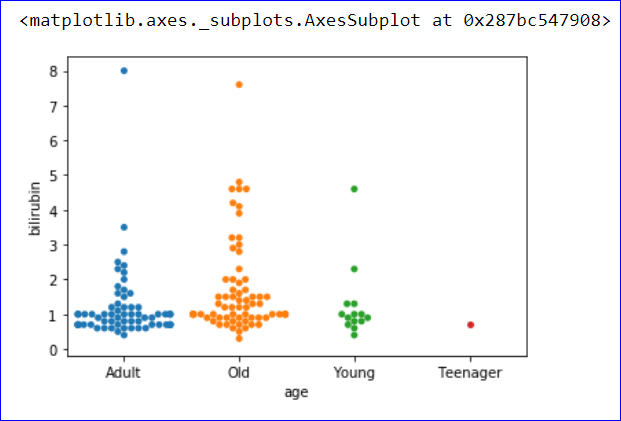 <matplotlib.axes._subplots.AxesSubplot at 0x287bc547908>
8
7
6
5
4
3
2
1
0
bilirubin
Adult Old Young Teenager
age